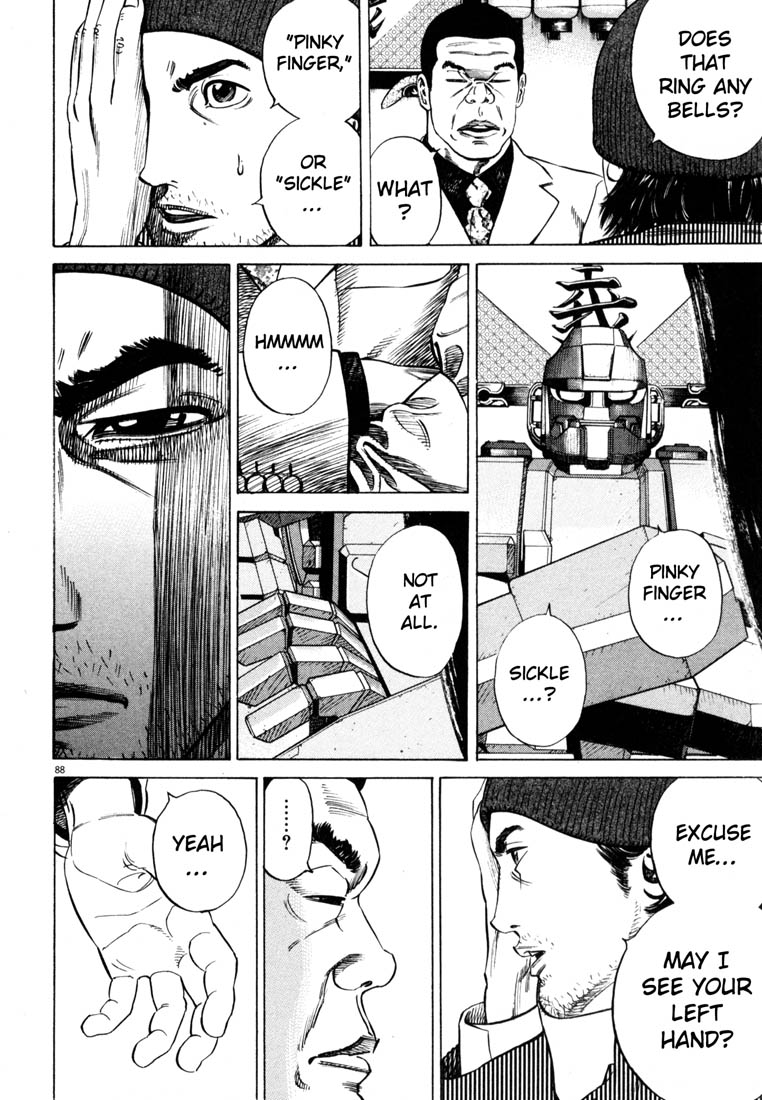 DOES
THAT
RING ANY
BELLS?
WHAT
?
"PINKY
FINGER,"
OR
"SICKLE"
...
PINKY
FINGER
...
SICKLE
...?
HMMMMM
...
NOT
AT
ALL.
88
EXCUSE
ME...
MAY I
SEE YOUR
LEFT
HAND?
......?
YEAH
...